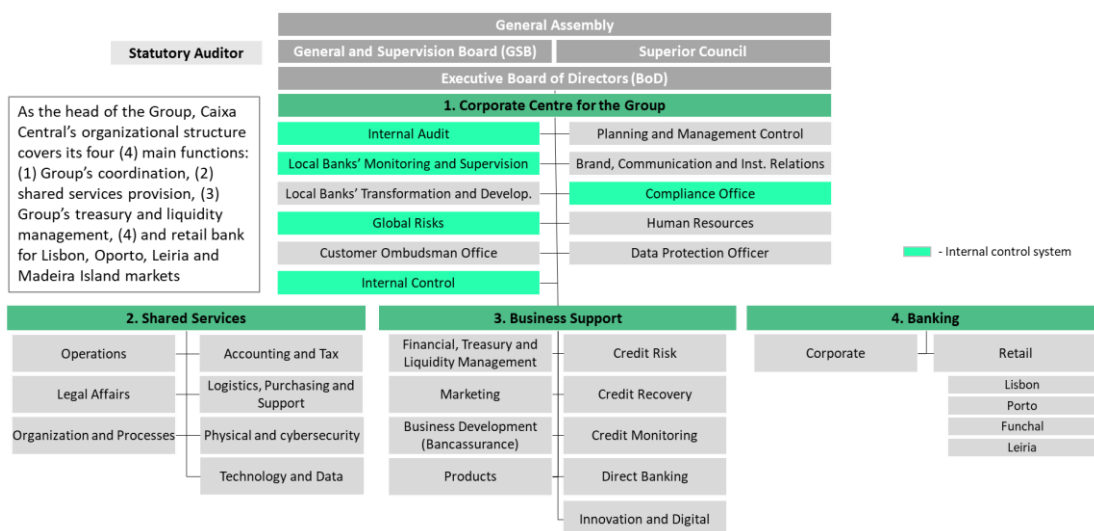 General Assembly
Statutory Auditor
General and Supervision Board (GSB)
Superior Council
Executive Board of Directors (BoD)
As the head of the Group, Caixa
Central's organizational structure
covers its four (4) main functions:
(1) Group's coordination, (2)
shared services provision, (3)
Group's treasury and liquidity
management, (4) and retail bank
for Lisbon, Oporto, Leiria and
Madeira Island markets
1. Corporate Centre for the Group
Internal Audit
Planning and Management Control
Local Banks' Monitoring and Supervision
Brand, Communication and Inst. Relations
Local Banks' Transformation and Develop.
Compliance Office
Global Risks
Human Resources
Customer Ombudsman Office
Data Protection Officer
Internal Control
- Internal control system
2. Shared Services
Operations
Accounting and Tax
Legal Affairs
Logistics, Purchasing and
Support
Organization and Processes
Physical and cybersecurity
Technology and Data
3. Business Support
Financial, Treasury and
Liquidity Management
Credit Risk
Marketing
Credit Recovery
Business Development
(Bancassurance)
Credit Monitoring
Products
Direct Banking
Innovation and Digital
4. Banking
Corporate
Retail
Lisbon
Porto
Funchal
Leiria